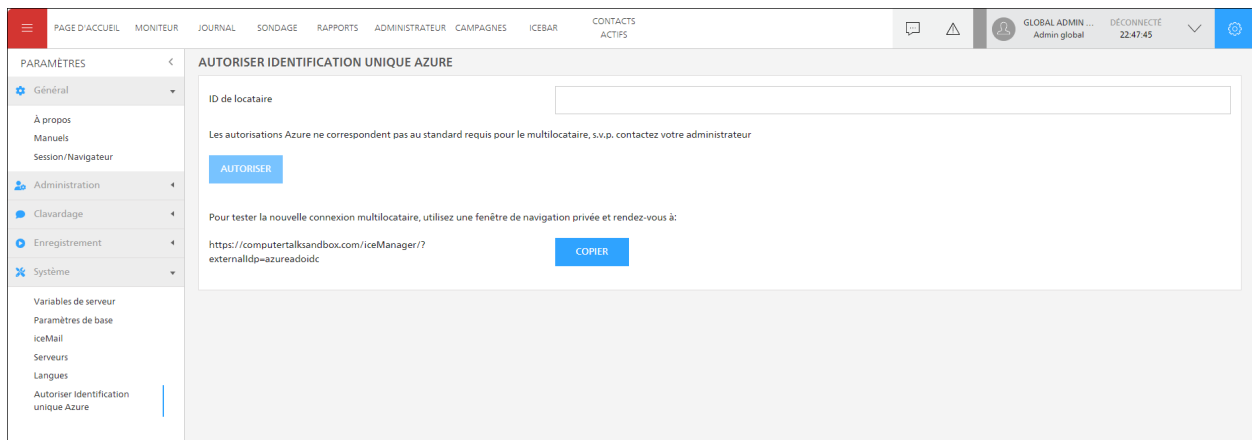 PAGE D'ACCUEIL MONITEUR JOURNAL SONDAGE RAPPORTS ADMINISTRATEUR CAMPAGNES ICEBAR CONTACTS ACTIFS GLOBAL ADMIN ... DÉCONNECTÉ
Admin global 22:47:45
PARAMÈTRES
AUTORISER IDENTIFICATION UNIQUE AZURE
Général
À propos
Manuels
Session/Navigateur
Administration
Clavardage
Enregistrement
Système
Variables de serveur
Paramètres de base
iceMail
Serveurs
Langues
Autoriser Identification
unique Azure
ID de locataire
Les autorisations Azure ne correspondent pas au standard requis pour le multilocataire, s.v.p. contactez votre administrateur
AUTORISER
Pour tester la nouvelle connexion multilocataire, utilisez une fenêtre de navigation privée et rendez-vous à:
https://computertalksandbox.com/iceManager/?
externalIdp=azureadoidc
COPIER